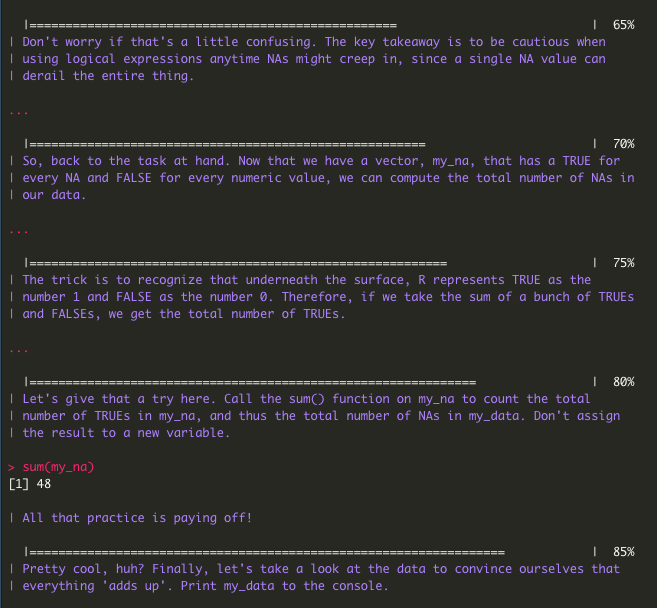 |===================================================                           |  65%
| Don't worry if that's a little confusing. The key takeaway is to be cautious when
| using logical expressions anytime NAs might creep in, since a single NA value can
| derail the entire thing.
...
|=======================================================                       |  70%
| So, back to the task at hand. Now that we have a vector, my_na, that has a TRUE for
| every NA and FALSE for every numeric value, we can compute the total number of NAs in
| our data.
...
|==========================================================                    |  75%
| The trick is to recognize that underneath the surface, R represents TRUE as the
| number 1 and FALSE as the number 0. Therefore, if we take the sum of a bunch of TRUEs
| and FALSEs, we get the total number of TRUEs.
...
|==============================================================                |  80%
| Let's give that a try here. Call the sum() function on my_na to count the total
| number of TRUEs in my_na, and thus the total number of NAs in my_data. Don't assign
| the result to a new variable.
> sum(my_na)
[1] 48
| All that practice is paying off!
|==================================================================            |  85%
| Pretty cool, huh? Finally, let's take a look at the data to convince ourselves that
| everything 'adds up'. Print my_data to the console.